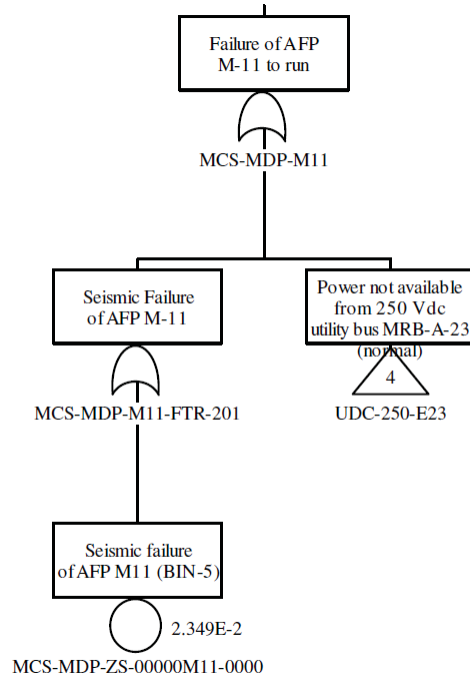 Failure of AFP
M-11 to run
MCS-MDP-M11
Seismic Failure
of AFP M-11
Power not available
from 250 Vdc
utility bus MRB-A-23
(normal)
4
MCS-MDP-M11-FTR-201
UDC-250-E23
Seismic failure
of AFP M11 (BIN-5)
2.349E-2
MCS-MDP-ZS-00000M11-0000